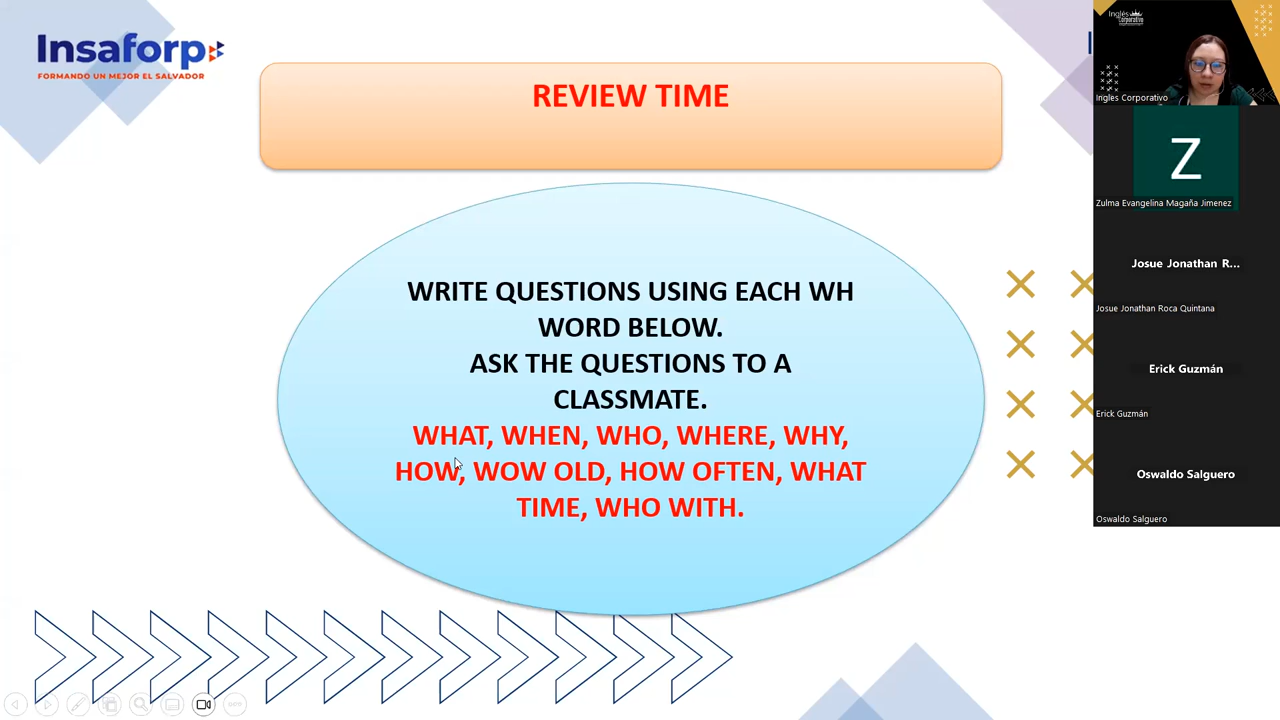 Insaforp
FORMANDO UN MEJOR EL SALVADOR
REVIEW TIME
WRITE QUESTIONS USING EACH WH
WORD BELOW.
ASK THE QUESTIONS TO A
CLASSMATE.
WHAT, WHEN, WHO, WHERE, WHY,
HOW, WOW OLD, HOW OFTEN, WHAT
TIME, WHO WITH.
Inglés
Corporativo
Ingles Corporativo
Z
Zulma Evangelina Magaña Jimenez
Josue Jonathan R...
Josue Jonathan Roca Quintana
Erick Guzmán
Erick Guzmán
Oswaldo Salguero
Oswaldo Salguero